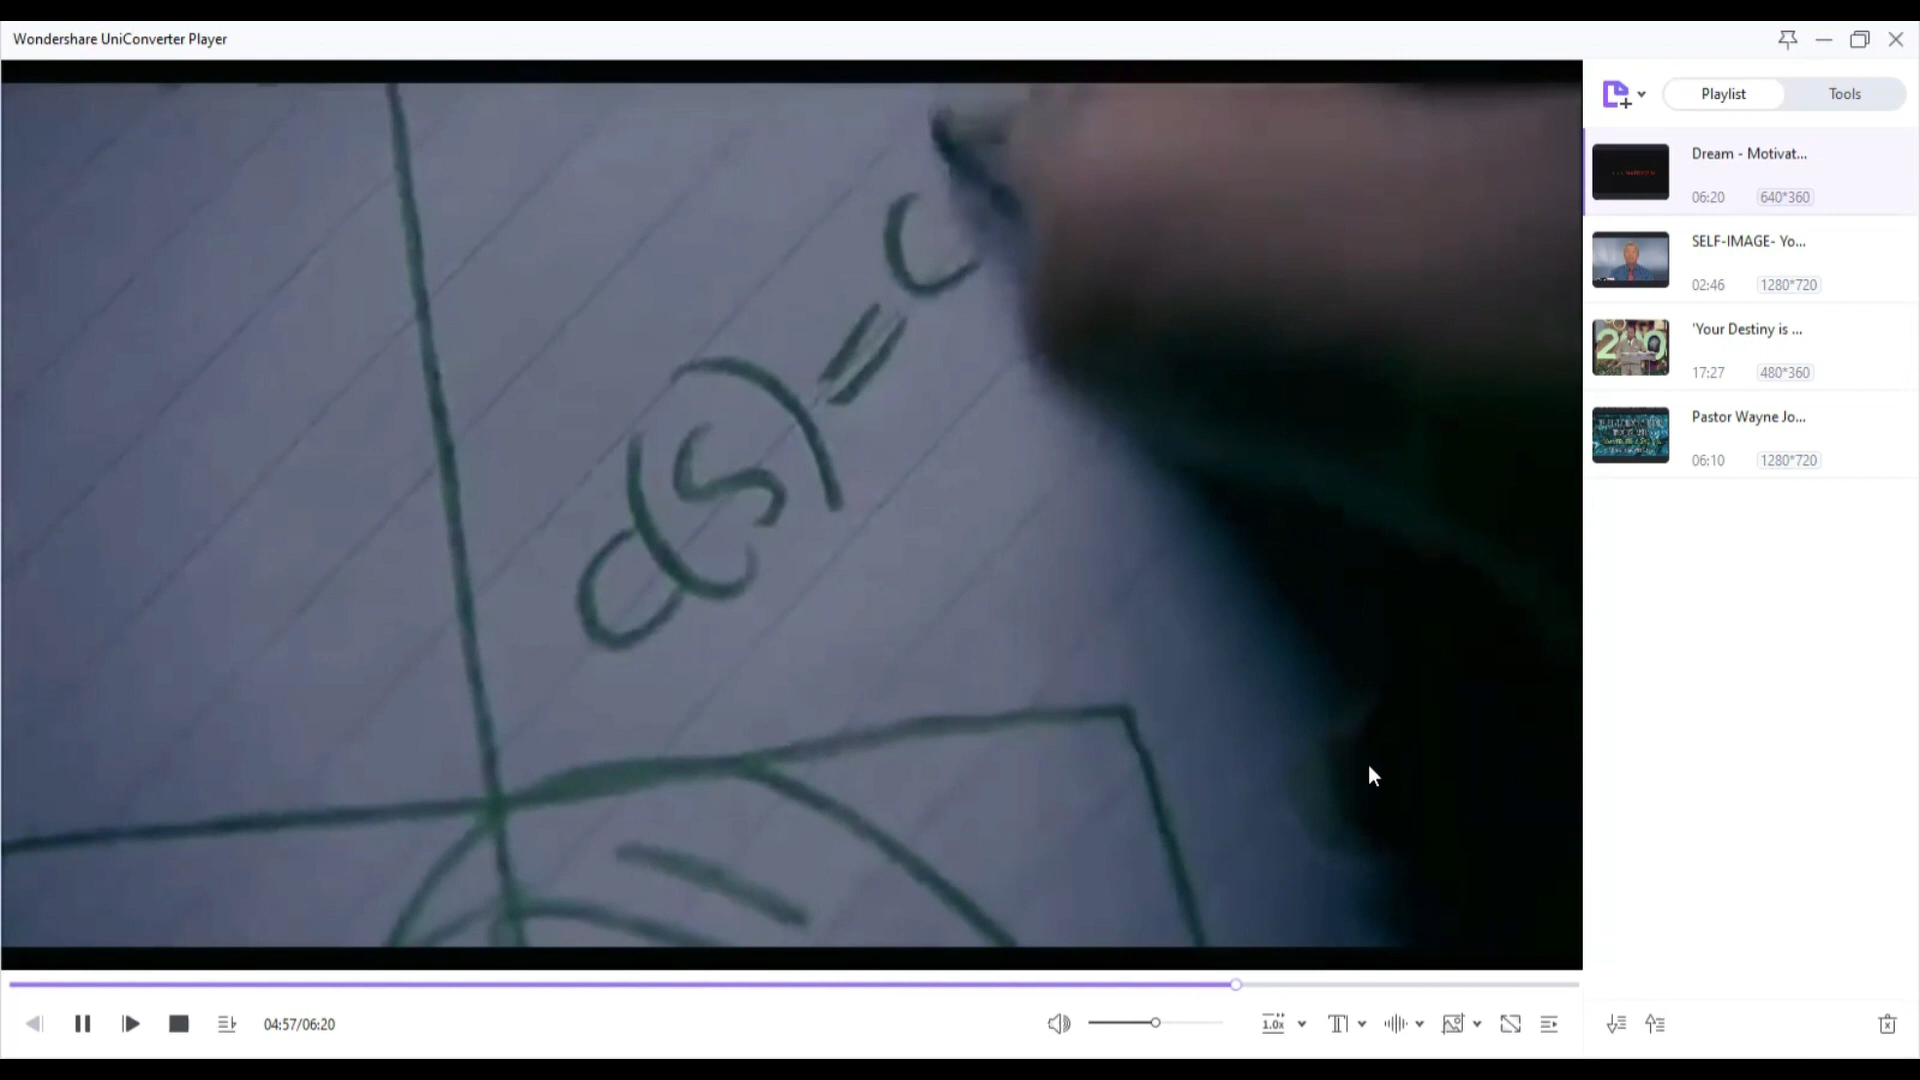 Wondershare UniConverter Player
Playlist
Tools
Dream - Motivat...
06:20 640*360
SELF-IMAGE- Yo...
02:46 1280*720
'Your Destiny is ...
17:27 480*360
Pastor Wayne Jo...
06:10 1280*720
d(s) = c
04:57/06:20
1.0x